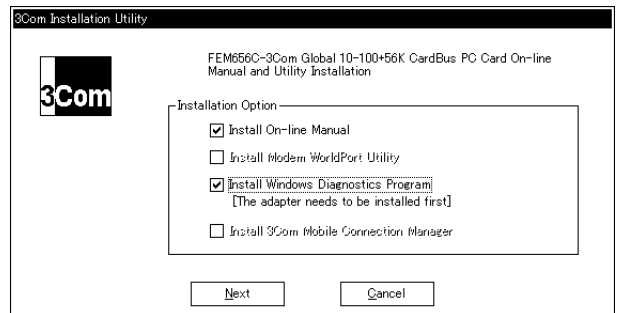 3Com Installation Utility
3Com
FEM656C-3Com Global 10-100+56K CardBus PC Card On-line
Manual and Utility Installation
Installation Option
Install On-line Manual
Install Modem WorldPort Utility
Install Windows Diagnostics Program
[The adapter needs to be installed first]
Install 3Com Mobile Connection Manager
Next
Cancel